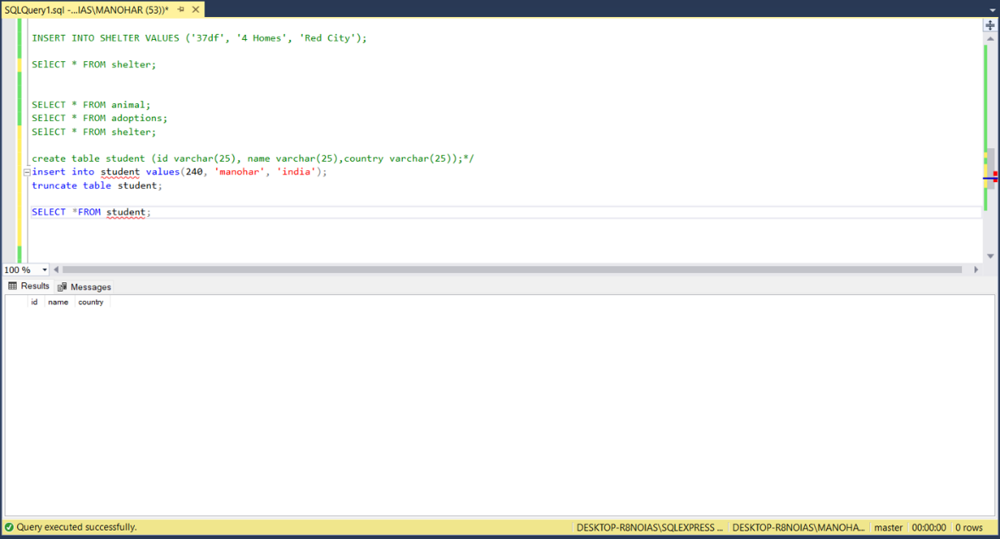 SQLQuery1.sql -...IAS\MANOHAR (53))*
INSERT INTO SHELTER VALUES ('37df', '4 Homes', 'Red City');
SElECT * FROM shelter;
SELECT * FROM animal;
SElECT * FROM adoptions;
SElECT * FROM shelter;
create table student (id varchar(25), name varchar(25),country varchar(25));*/
insert into student values(240, 'manohar', 'india');
truncate table student;
SELECT *FROM student;
100 %
Results Messages
id name country
Query executed successfully. DESKTOP-R8NOIAS\SQLEXPRESS ... DESKTOP-R8NOIAS\MANOHA... master 00:00:00 0 rows